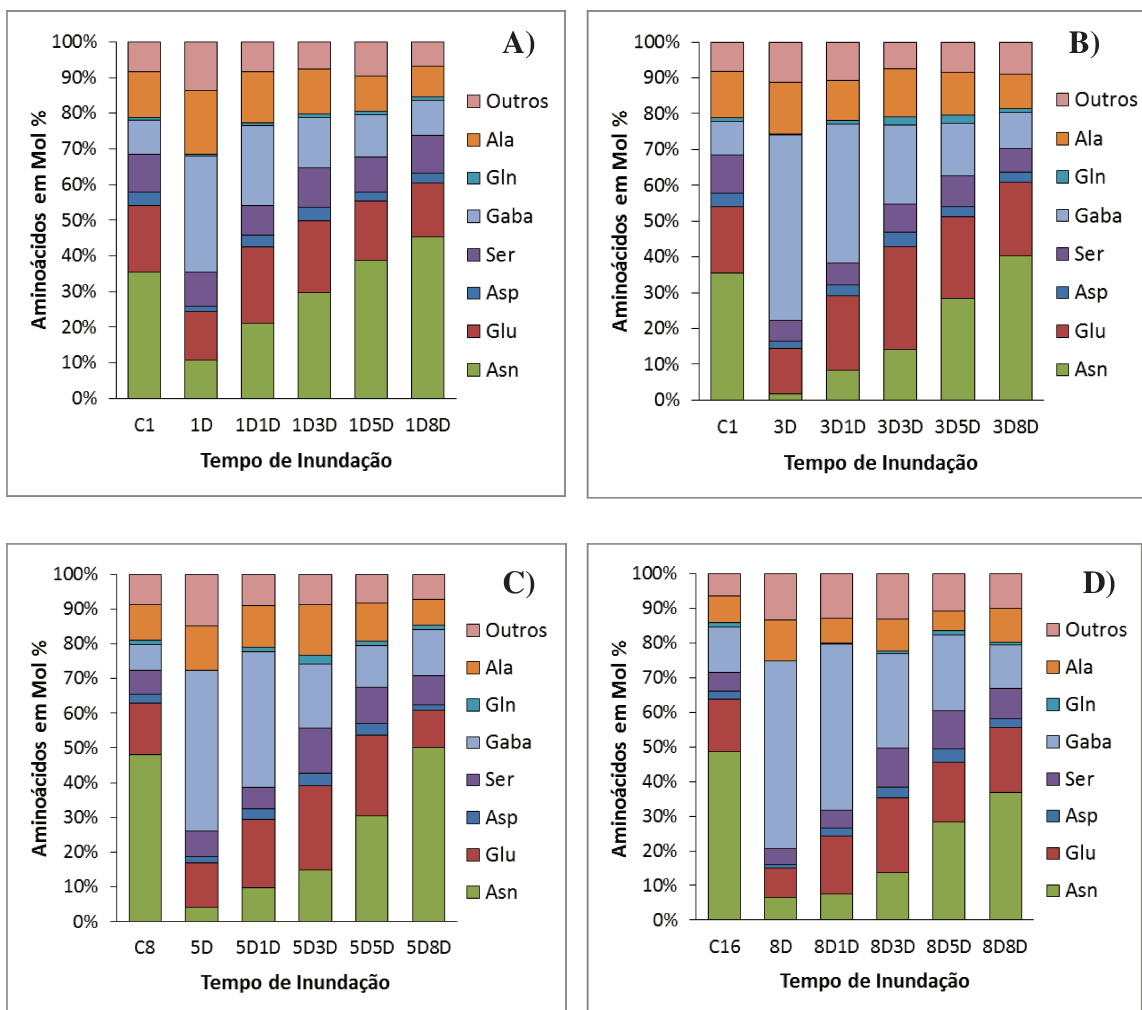 A)
Aminoácidos em Mol %
100%
90%
80%
70%
60%
50%
40%
30%
20%
10%
0%
C1 1D 1D1D 1D3D 1D5D 1D8D
Tempo de Inundação
Outros
Ala
Gln
Gaba
Ser
Asp
Glu
Asn
B)
Aminoácidos em Mol %
100%
90%
80%
70%
60%
50%
40%
30%
20%
10%
0%
C1 3D 3D1D 3D3D 3D5D 3D8D
Tempo de Inundação
Outros
Ala
Gln
Gaba
Ser
Asp
Glu
Asn
C)
Aminoácidos em Mol %
100%
90%
80%
70%
60%
50%
40%
30%
20%
10%
0%
C8 5D 5D1D 5D3D 5D5D 5D8D
Tempo de Inundação
Outros
Ala
Gln
Gaba
Ser
Asp
Glu
Asn
D)
Aminoácidos em Mol %
100%
90%
80%
70%
60%
50%
40%
30%
20%
10%
0%
C16 8D 8D1D 8D3D 8D5D 8D8D
Tempo de Inundação
Outros
Ala
Gln
Gaba
Ser
Asp
Glu
Asn